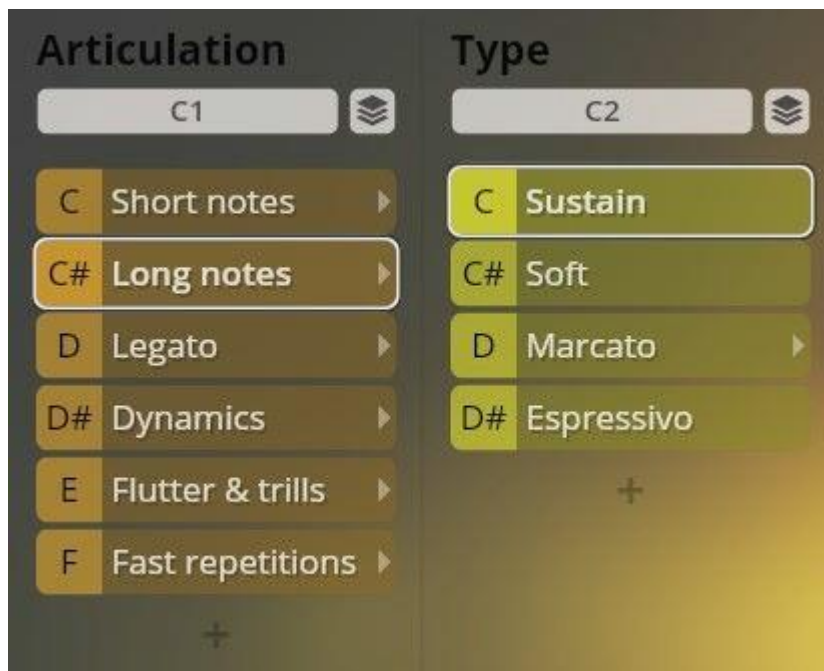 Articulation
C1
C Short notes
C# Long notes
D Legato
D# Dynamics
E Flutter & trills
F Fast repetitions
+
Type
C2
C Sustain
C# Soft
D Marcato
D# Espressivo
+